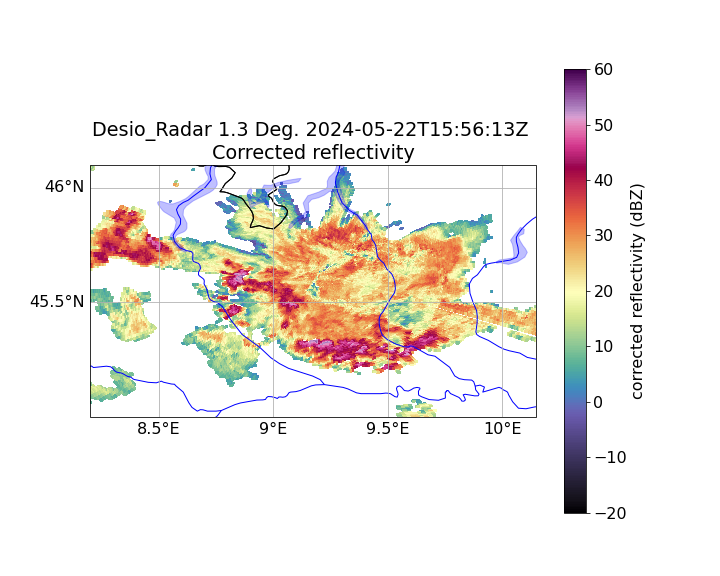 Desio_Radar 1.3 Deg. 2024-05-22T15:56:13Z
Corrected reflectivity
46°N
45.5°N
8.5°E
9°E
9.5°E
10°E
60
50
40
30
20
10
0
−10
−20
corrected reflectivity (dBZ)